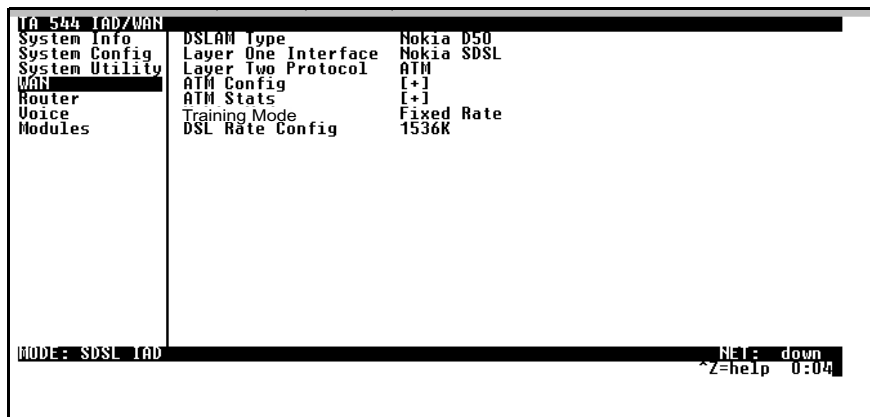 TA 544 IAD/WAN
System Info DSLAM Type Nokia D50
System Config Layer One Interface Nokia SDSL
System Utility Layer Two Protocol ATM
WAN ATM Config [+]
Router ATM Stats [+]
Voice Training Mode Fixed Rate
Modules DSL Rate Config 1536K
MODE: SDSL IAD NET: down
^Z=help 0:04